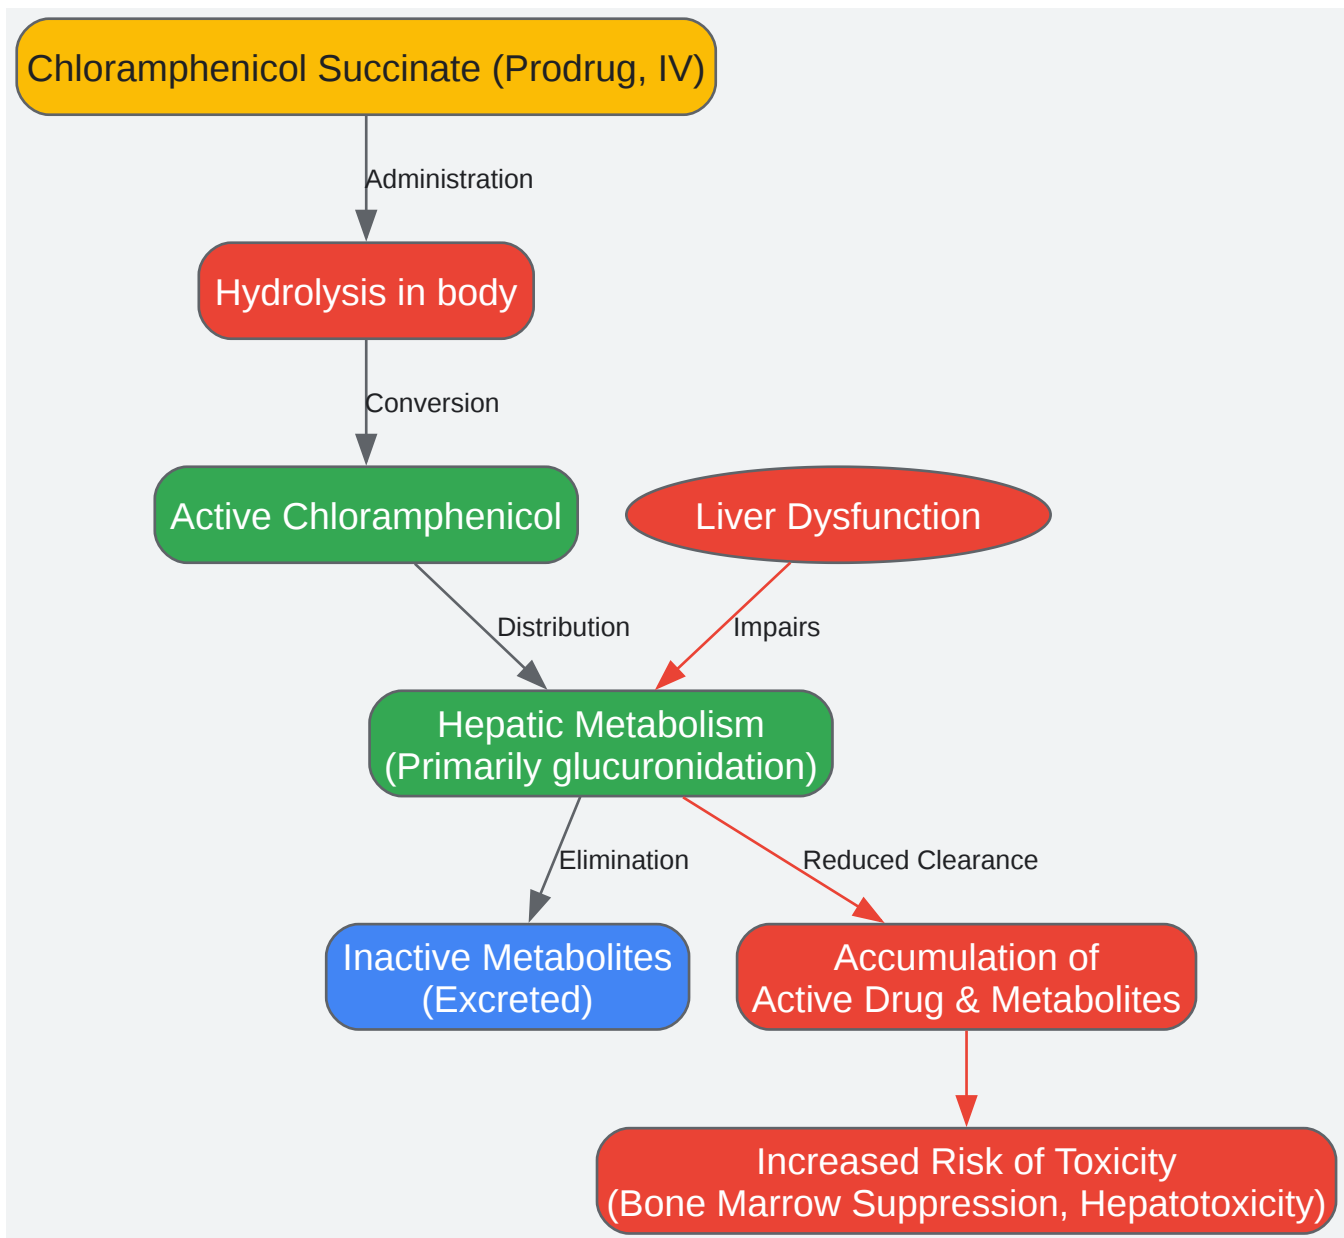 Chloramphenicol Succinate (Prodrug, IV)
Administration
Hydrolysis in body
Conversion
Active Chloramphenicol
Liver Dysfunction
Distribution
Impairs
Hepatic Metabolism
(Primarily glucuronidation)
Elimination
Reduced Clearance
Inactive Metabolites
(Excreted)
Accumulation of
Active Drug & Metabolites
Increased Risk of Toxicity
(Bone Marrow Suppression, Hepatotoxicity)